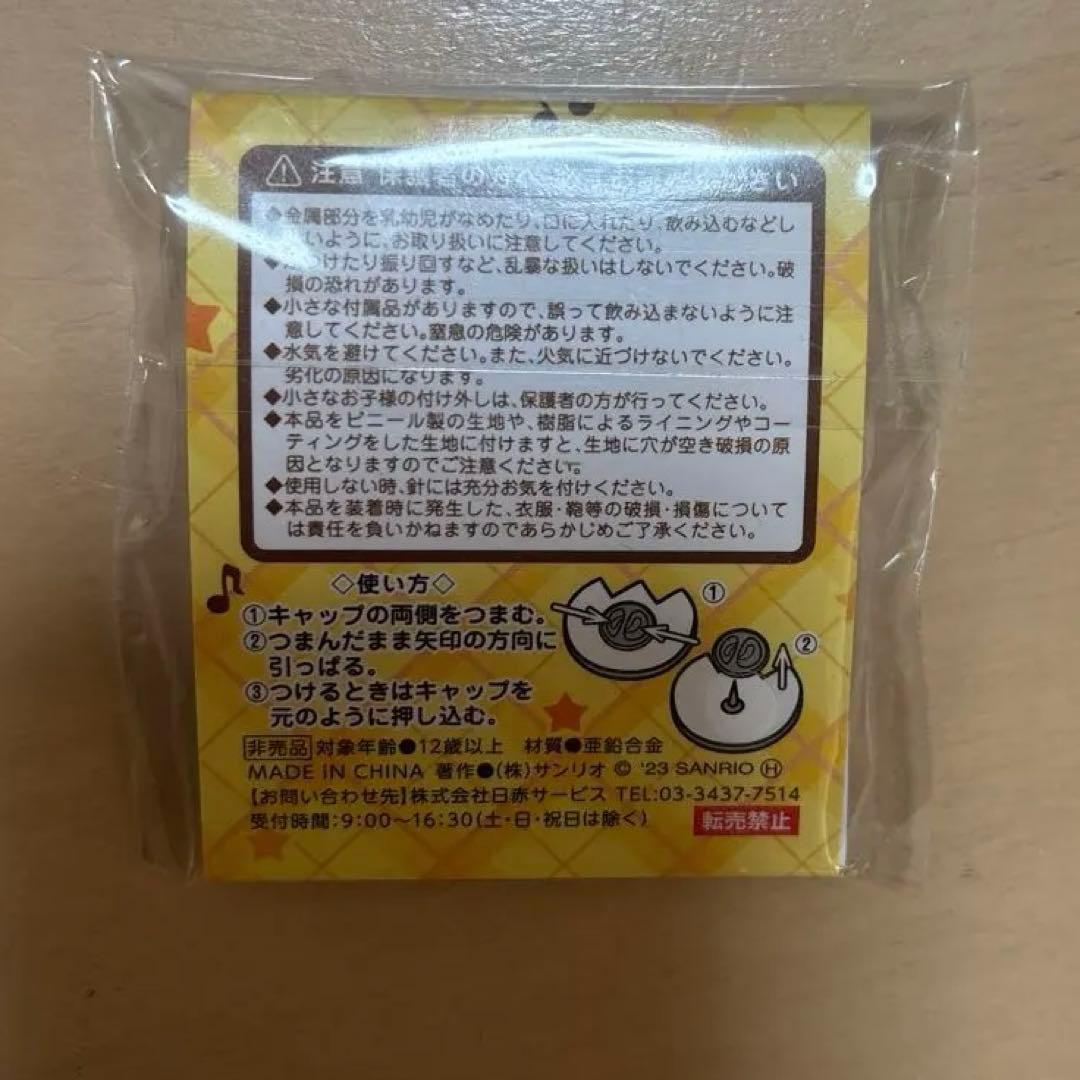 注意 保護者の
◆金属部分を乳幼児がなめたり、口に入れたり、飲み込むなどし
いように、お取り扱いに注意してください。
つけたり振り回すなど、乱暴な扱いはしないでください。破
損の恐れがあります。
◆小さな付属品がありますので、誤って飲み込まないように注
意してください。窒息の危険があります。
◆水気を避けてください。また、火気に近づけないでください。
劣化の原因になります。
◆小さなお子様の付け外しは、保護者の方が行ってください。
◆本品をビニール製の生地や、樹脂によるライニングやコー
ティングをした生地に付けますと、生地に穴が空き破損の原
因となりますのでご注意ください。
◆使用しない時、針には充分お気を付けください。
◆本品を装着時に発生した、衣服・鞄等の破損・損傷について
は責任を負いかねますのであらかじめご了承ください。
◇使い方◇
①キャップの両側をつまむ。
②つまんだまま矢印の方向に
引っぱる。
③つけるときはキャップを
元のように押し込む。
①
②
非売品 対象年齢●12歳以上 材質●亜鉛合金
MADE iN CHINA 著作●(株)サンリオ © '23 SANRIO Ⓗ
【お問い合わせ先】株式会社日赤サービス TEL:03-3437-7514
受付時間:9:00〜16:30(土・日・祝日は除く)
転売禁止